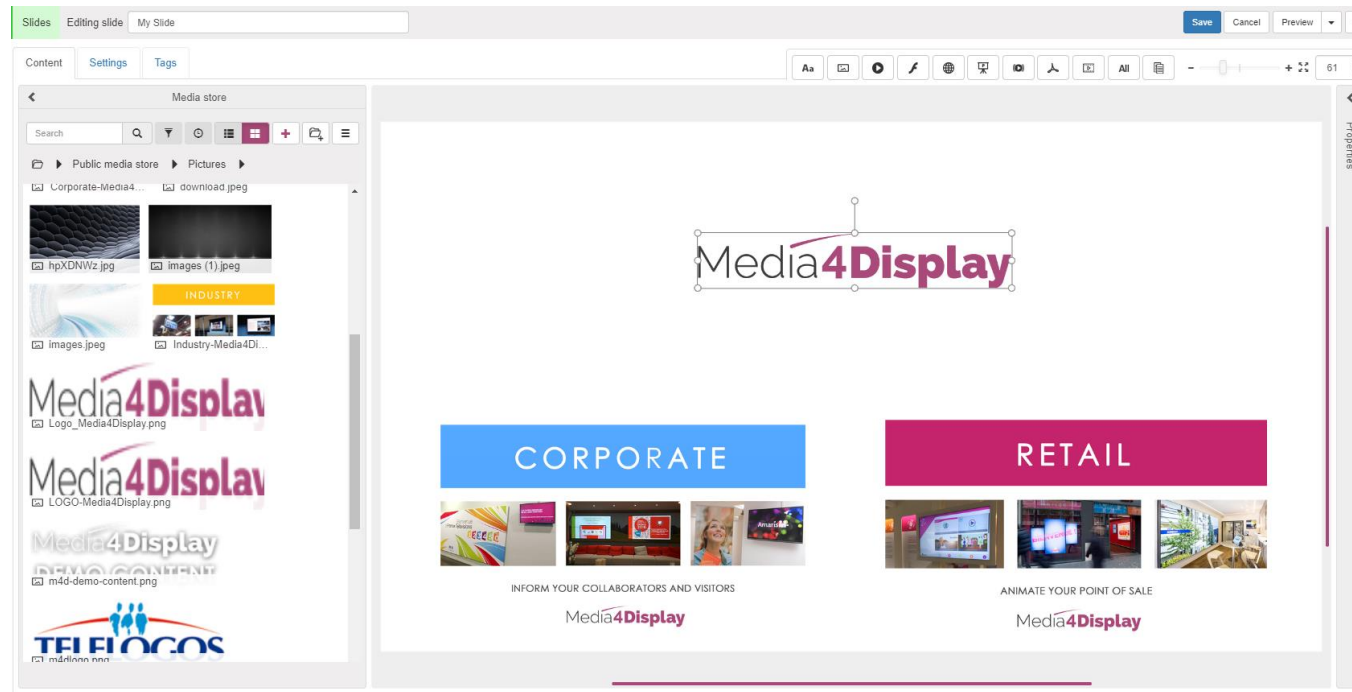 Slides Editing slide My Slide Save Cancel Preview
Content Settings Tags Aa All - + 61
Media store
Properties
Search
Public media store Pictures
Corporate-Media4... download.jpeg
hpXDNWz.jpg images (1).jpeg
INDUSTRY
images.jpeg Industry-Media4Di...
Media4Display
Logo_Media4Display.png
Media4Display
LOGO-Media4Display.png
Media4Display
DEMO CONTENT
m4d-demo-content.png
TELELOGOS
m4dlogo.png
Media4Display
CORPORATE
INFORM YOUR COLLABORATORS AND VISITORS
Media4Display
RETAIL
ANIMATE YOUR POINT OF SALE
Media4Display